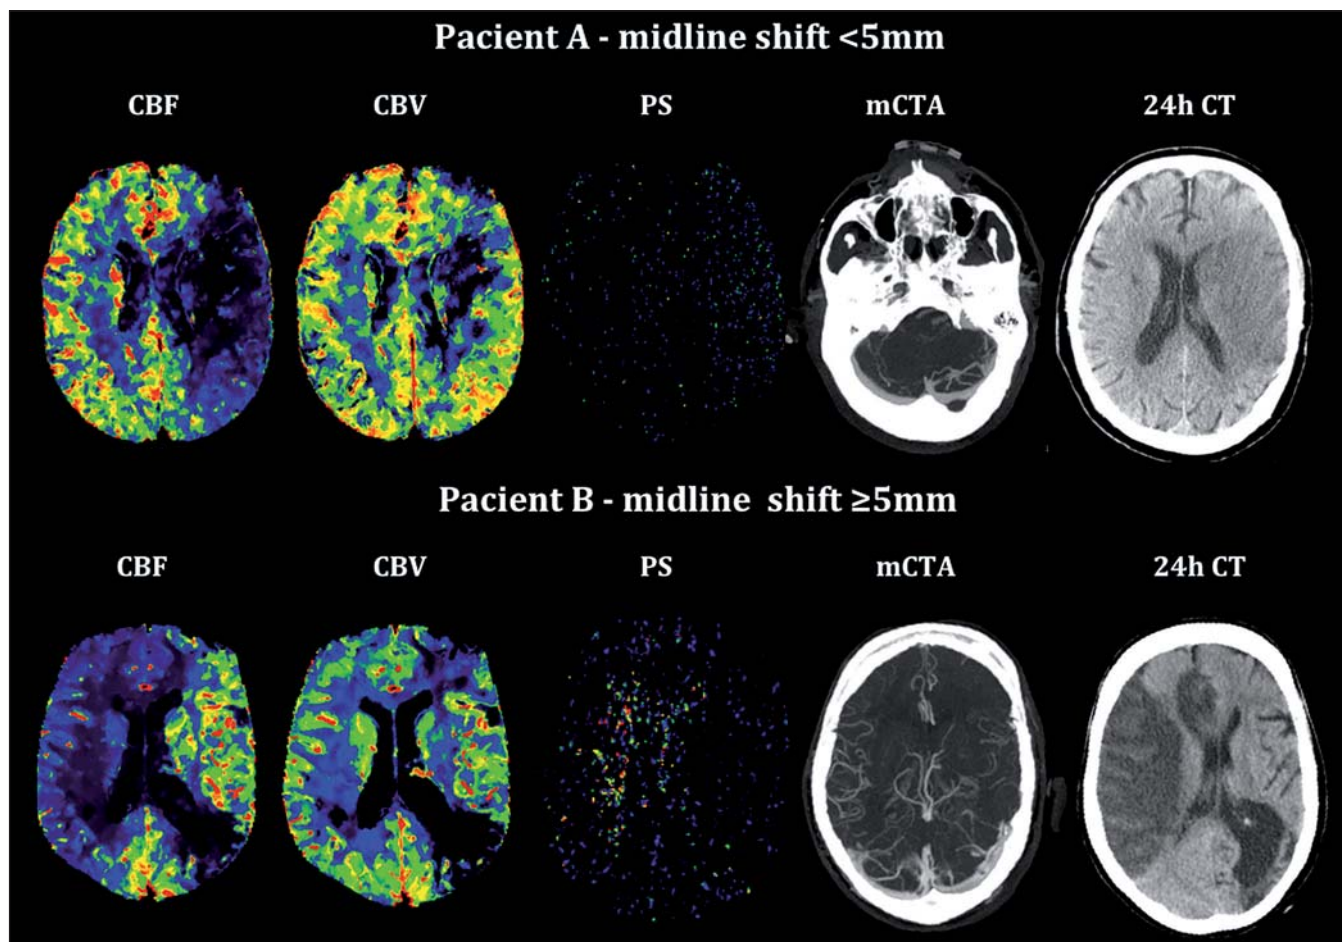 Pacient A - midline shift <5mm
CBF CBV PS mCTA 24h CT
Pacient B - midline shift ≥5mm
CBF CBV PS mCTA 24h CT